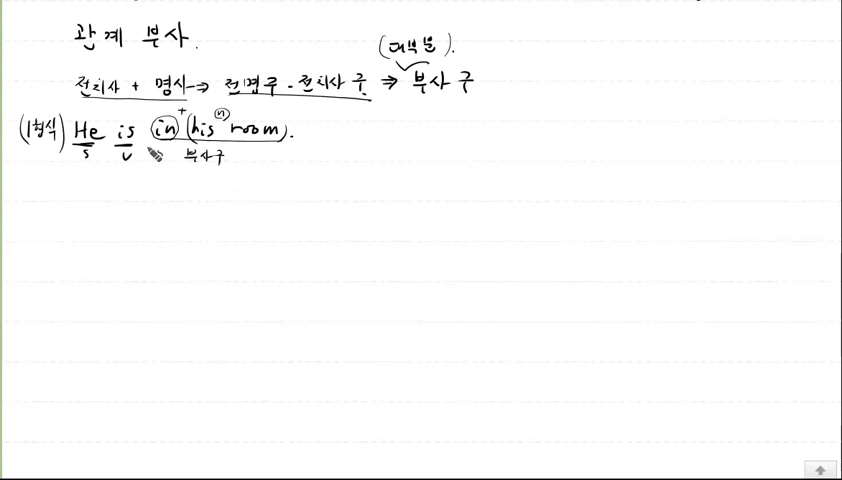 관계 부사.
(대부분).
전치사 + 명사 ⇒ 전명구 - 전치사 구 ⇒ 부사 구
+ n
(1형식) He is in (his room).
s v 부사구